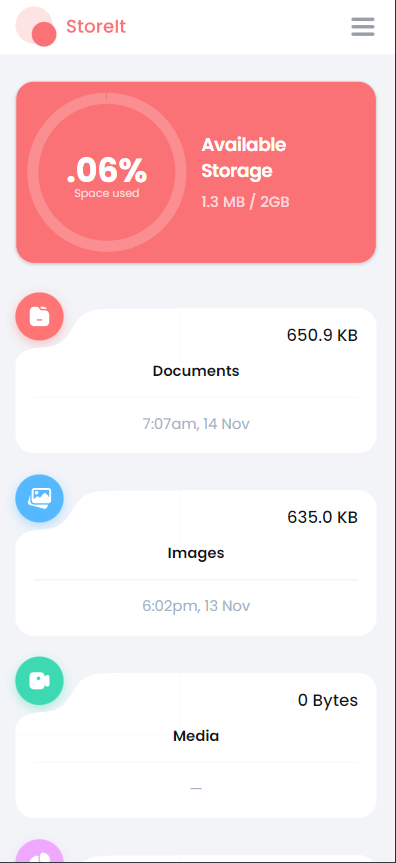 StoreIt
.06%
Space used
Available
Storage
1.3 MB / 2GB
650.9 KB
Documents
7:07am, 14 Nov
635.0 KB
Images
6:02pm, 13 Nov
0 Bytes
Media
—